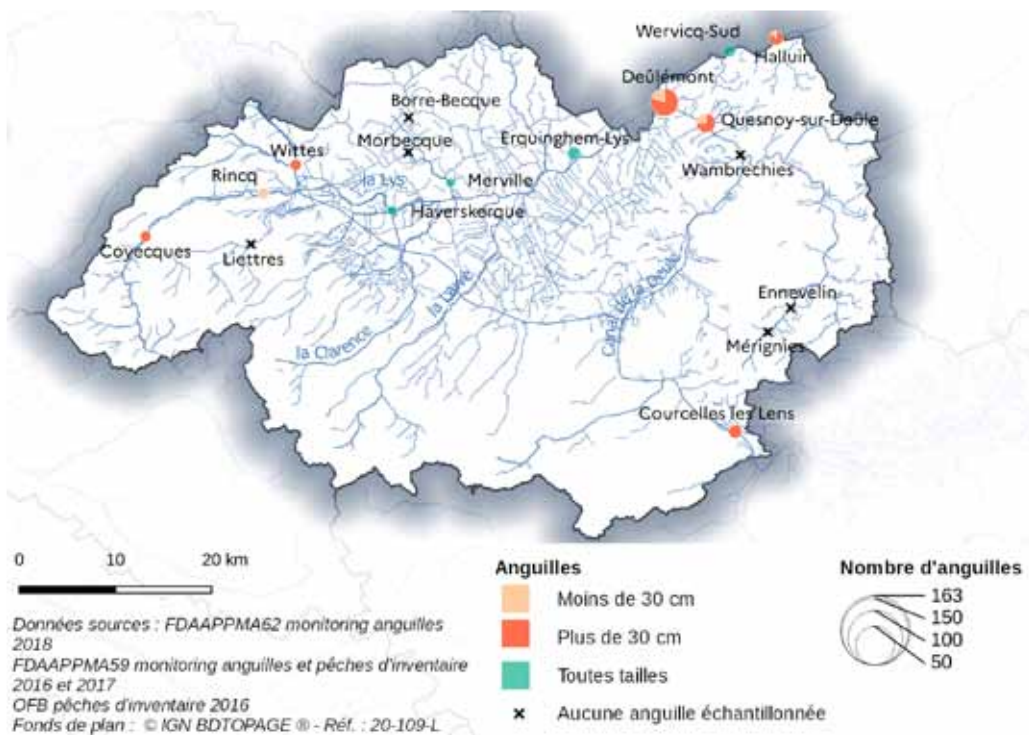 Wervicq-Sud
Halluin
Deûlémont
Borre-Becque
Quesnoy-sur-Deûle
Morbecque
Erquinghem-Lys
Wittes
Wambrechies
Rincq
la Lys
Merville
Haverskerque
Coyecques
Liettres
la Lawe
Canal de la Deûle
Ennevelin
la Clarence
Mérignies
Courcelles les Lens
0 10 20 km
Anguilles
Moins de 30 cm
Plus de 30 cm
Toutes tailles
Aucune anguille échantillonnée
Nombre d'anguilles
163
150
100
50
Données sources : FDAAPPMA62 monitoring anguilles
2018
FDAAPPMA59 monitoring anguilles et pêches d'inventaire
2016 et 2017
OFB pêches d'inventaire 2016
Fonds de plan : © IGN BDTOPAGE ® - Réf. : 20-109-L